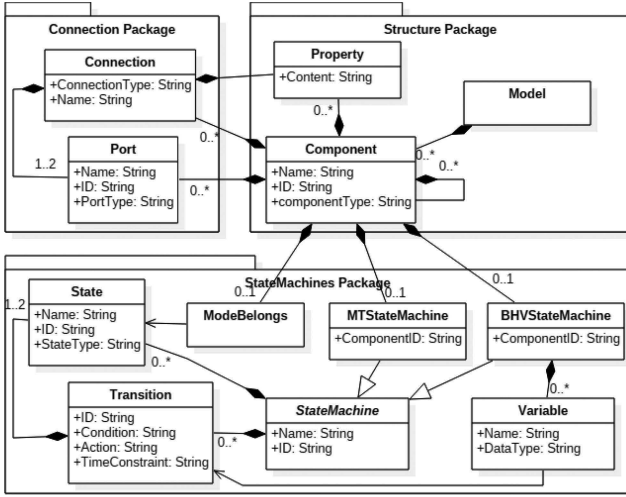 Connection Package
Structure Package
Connection
+ConnectionType: String
+Name: String
Property
+Content: String
Model
0..*
0..*
Port
+Name: String
+ID: String
+PortType: String
1..2
0..*
Component
+Name: String
+ID: String
+componentType: String
0..*
0..*
StateMachines Package
State
+Name: String
+ID: String
+StateType: String
1..2
0..1
ModeBelongs
0..1
MTStateMachine
+ComponentID: String
0..1
BHVStateMachine
+ComponentID: String
0..*
Transition
+ID: String
+Condition: String
+Action: String
+TimeConstraint: String
0..*
StateMachine
+Name: String
+ID: String
0..*
Variable
+Name: String
+DataType: String